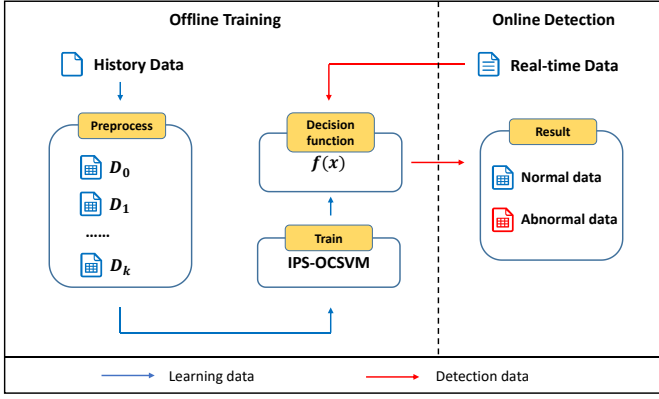 Offline Training
Online Detection
History Data
Real-time Data
Preprocess
D₀
D₁
......
Dₖ
Decision
function
f(x)
Train
IPS-OCSVM
Result
Normal data
Abnormal data
Learning data
Detection data